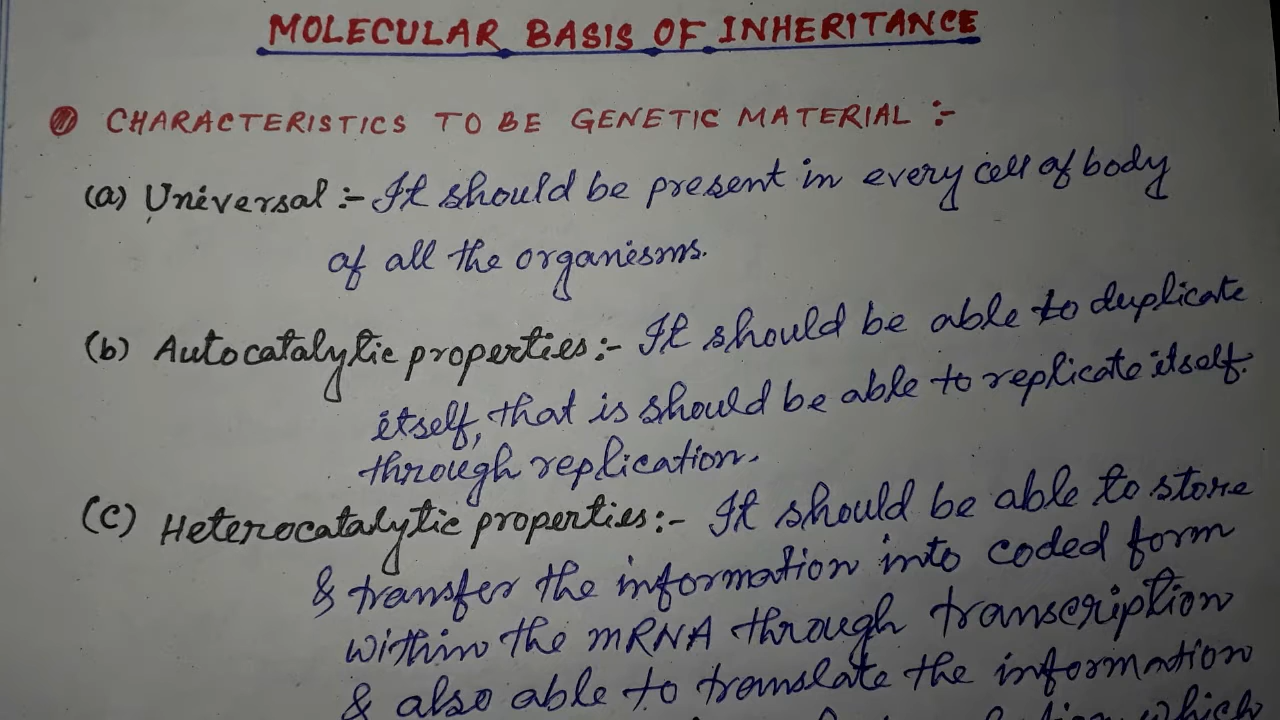 MOLECULAR BASIS OF INHERITANCE
CHARACTERISTICS TO BE GENETIC MATERIAL :-
(a) Universal :- It should be present in every cell of body
of all the organisms.
(b) Autocatalytic properties :- It should be able to duplicate
itself, that is should be able to replicate itself.
through replication.
(C) Heterocatalytic properties :- It should be able to store
& transfer the information into coded form
within the mRNA through transcription
& also able to translate the information
which